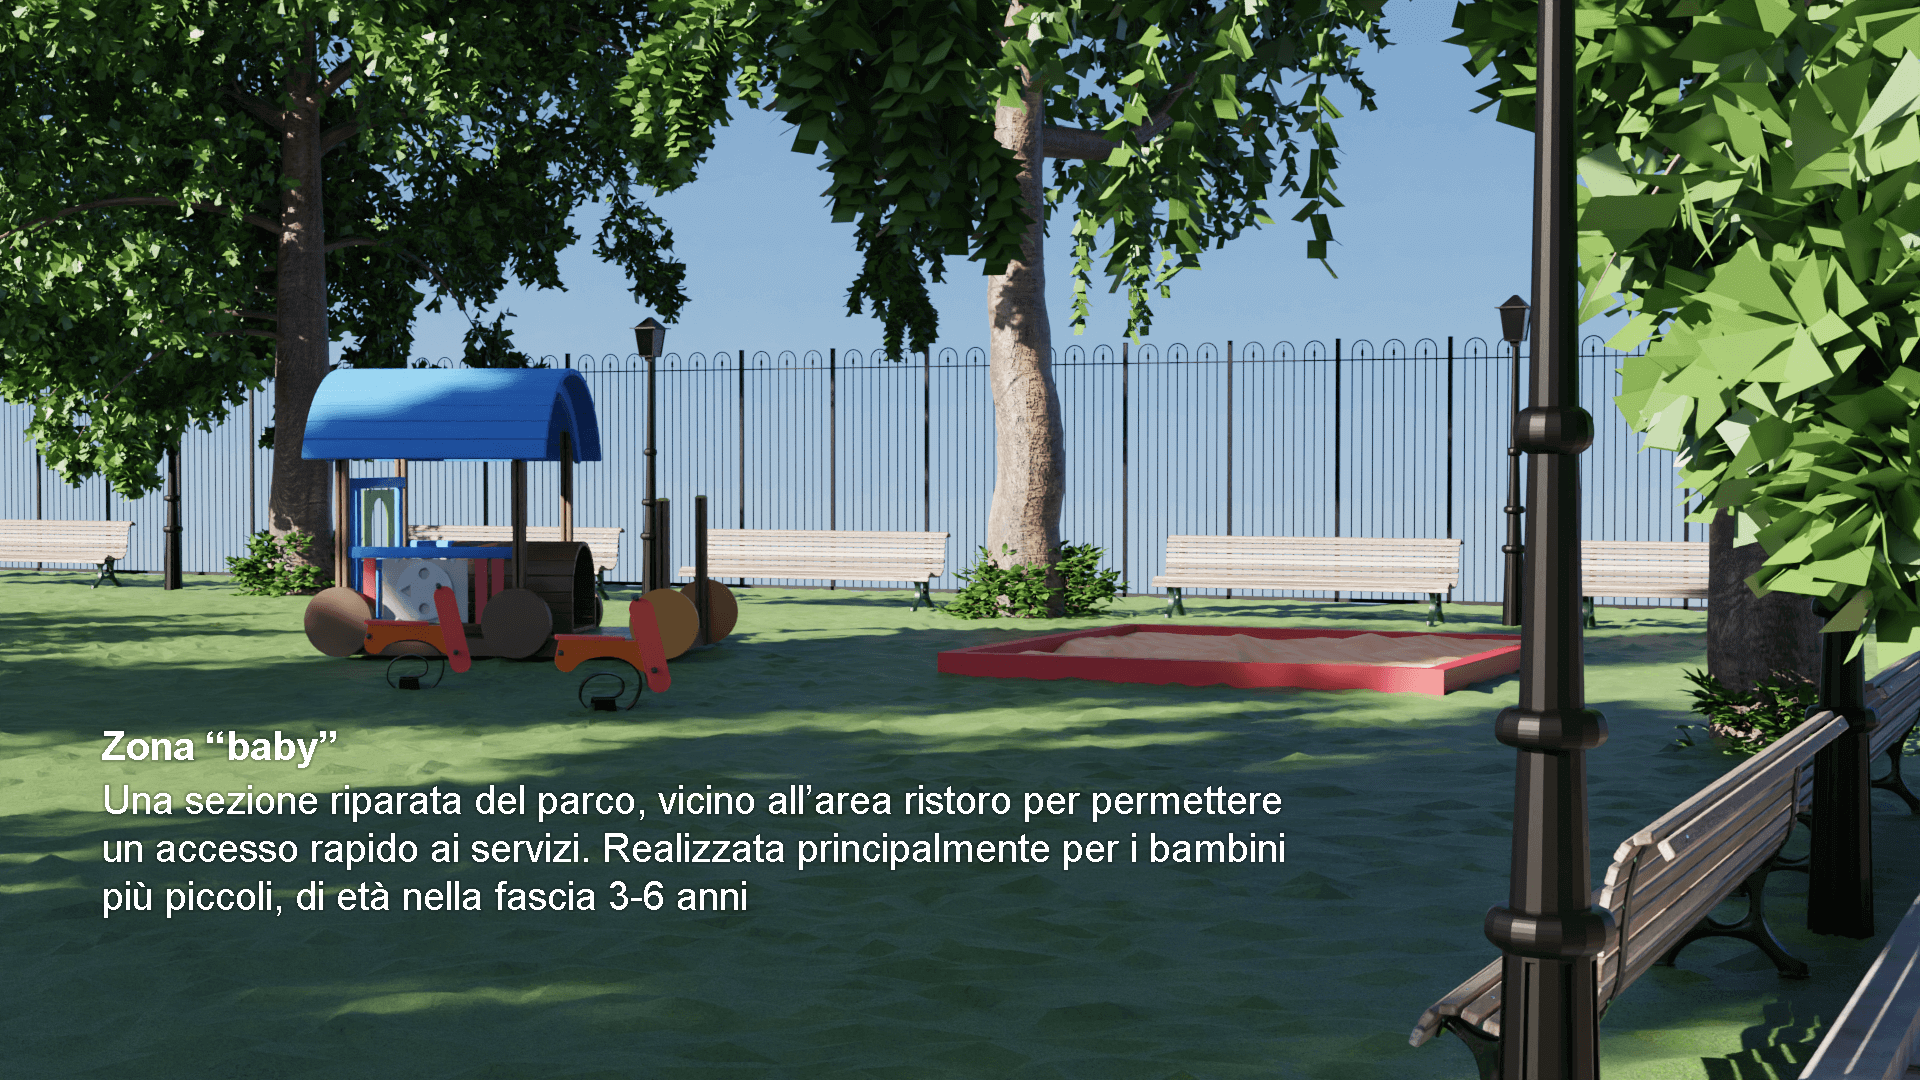 Zona “baby”
Una sezione riparata del parco, vicino all’area ristoro per permettere
un accesso rapido ai servizi. Realizzata principalmente per i bambini
più piccoli, di età nella fascia 3-6 anni